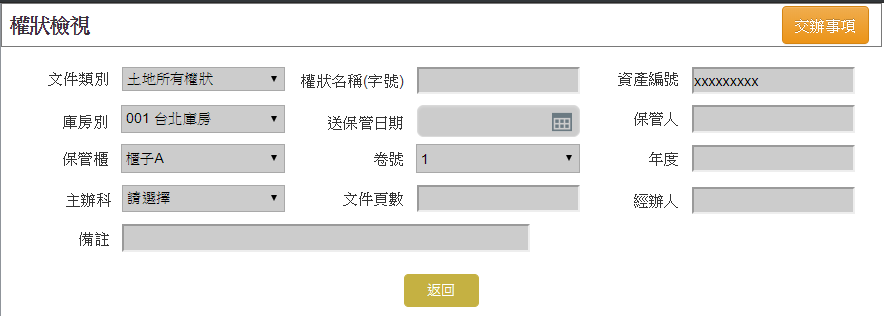 權狀檢視 交辦事項
文件類別 土地所有權狀 權狀名稱(字號) 資產編號 xxxxxxxxx
庫房別 001 台北庫房 送保管日期 保管人
保管櫃 櫃子A 卷號 1 年度
主辦科 請選擇 文件頁數 經辦人
備註
返回